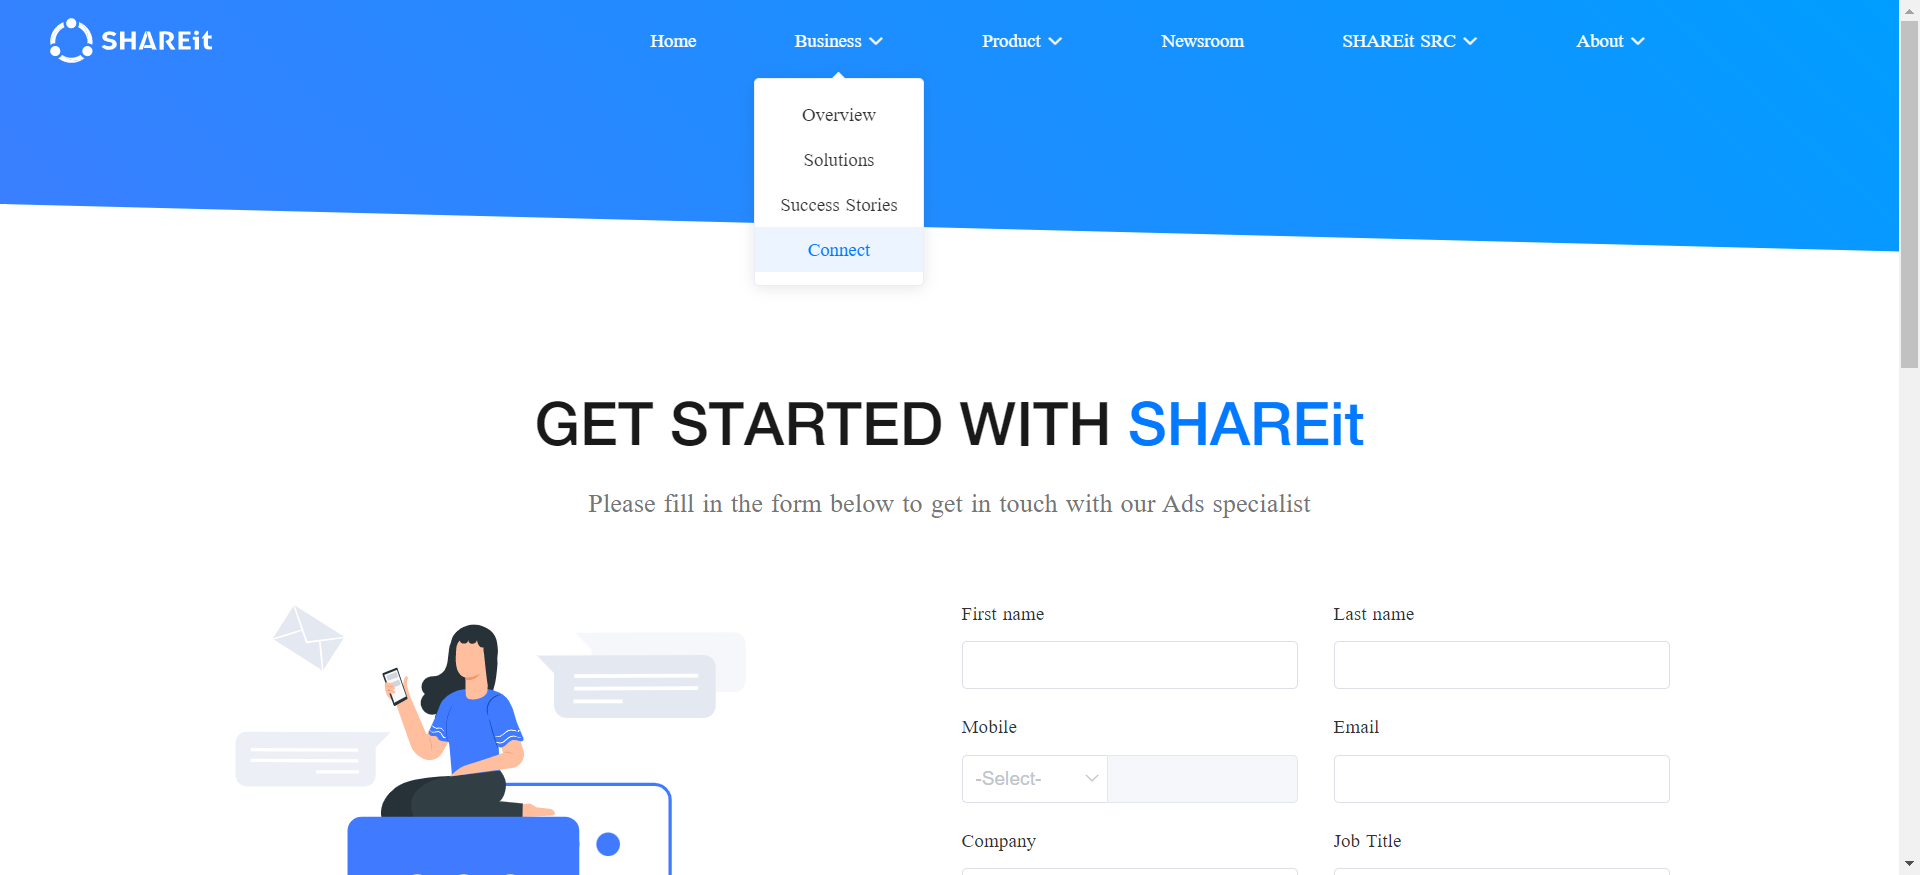 SHAREit
Home
Business
Product
Newsroom
SHAREit SRC
About
Overview
Solutions
Success Stories
Connect
GET STARTED WITH SHAREit
Please fill in the form below to get in touch with our Ads specialist
First name
Last name
Mobile
Email
-Select-
Company
Job Title